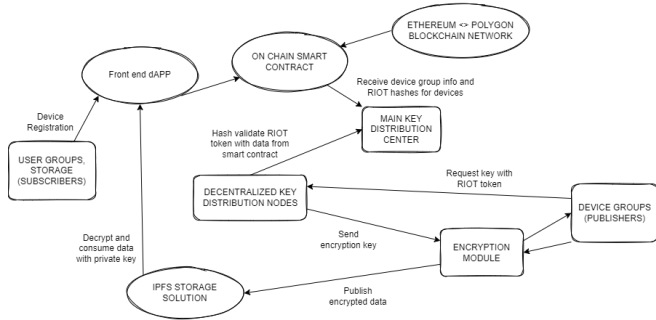 ETHEREUM <> POLYGON
BLOCKCHAIN NETWORK
ON CHAIN SMART
CONTRACT
Front end dAPP
Receive device group info and
RIOT hashes for devices
Device
Registration
MAIN KEY
DISTRIBUTION
CENTER
Hash validate RIOT
token with data from
smart contract
USER GROUPS,
STORAGE
(SUBSCRIBERS)
Request key with
RIOT token
DECENTRALIZED KEY
DISTRIBUTION NODES
DEVICE GROUPS
(PUBLISHERS)
Decrypt and
consume data
with private key
Send
encryption key
ENCRYPTION
MODULE
IPFS STORAGE
SOLUTION
Publish
encrypted data